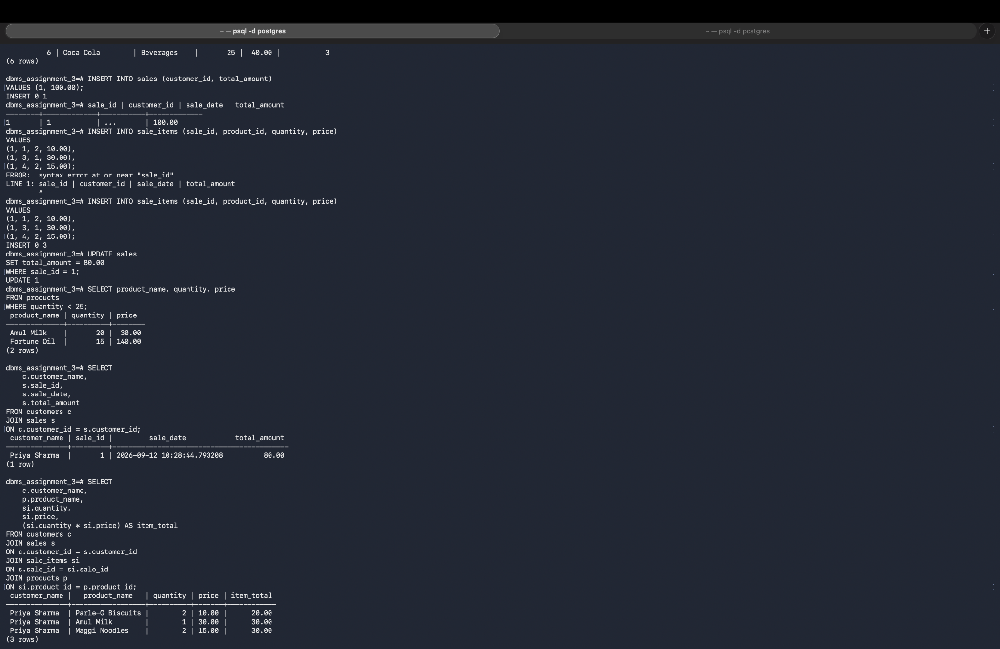 ~ — psql -d postgres
~ — psql -d postgres
+
6 | Coca Cola        | Beverages    |       25 |  40.00 |           3
(6 rows)
dbms_assignment_3=# INSERT INTO sales (customer_id, total_amount)
[VALUES (1, 100.00); ]
INSERT 0 1
dbms_assignment_3=# sale_id | customer_id | sale_date | total_amount
--------+-------------+-----------+-------------
[1       | 1           | ...       | 100.00 ]
dbms_assignment_3-# INSERT INTO sale_items (sale_id, product_id, quantity, price)
VALUES
(1, 1, 2, 10.00),
(1, 3, 1, 30.00),
[(1, 4, 2, 15.00); ]
ERROR:  syntax error at or near "sale_id"
LINE 1: sale_id | customer_id | sale_date | total_amount
        ^
dbms_assignment_3=# INSERT INTO sale_items (sale_id, product_id, quantity, price)
VALUES
(1, 1, 2, 10.00),
(1, 3, 1, 30.00),
[(1, 4, 2, 15.00); ]
INSERT 0 3
dbms_assignment_3=# UPDATE sales
SET total_amount = 80.00
[WHERE sale_id = 1; ]
UPDATE 1
dbms_assignment_3=# SELECT product_name, quantity, price
FROM products
[WHERE quantity < 25; ]
 product_name | quantity | price
--------------+----------+--------
 Amul Milk    |       20 |  30.00
 Fortune Oil  |       15 | 140.00
(2 rows)
dbms_assignment_3=# SELECT
    c.customer_name,
    s.sale_id,
    s.sale_date,
    s.total_amount
FROM customers c
JOIN sales s
[ON c.customer_id = s.customer_id; ]
 customer_name | sale_id |         sale_date          | total_amount
---------------+---------+----------------------------+--------------
 Priya Sharma  |       1 | 2026-09-12 10:28:44.793208 |        80.00
(1 row)
dbms_assignment_3=# SELECT
    c.customer_name,
    p.product_name,
    si.quantity,
    si.price,
    (si.quantity * si.price) AS item_total
FROM customers c
JOIN sales s
ON c.customer_id = s.customer_id
JOIN sale_items si
ON s.sale_id = si.sale_id
JOIN products p
[ON si.product_id = p.product_id; ]
 customer_name |   product_name   | quantity | price | item_total
---------------+------------------+----------+-------+------------
 Priya Sharma  | Parle-G Biscuits |        2 | 10.00 |      20.00
 Priya Sharma  | Amul Milk        |        1 | 30.00 |      30.00
 Priya Sharma  | Maggi Noodles    |        2 | 15.00 |      30.00
(3 rows)